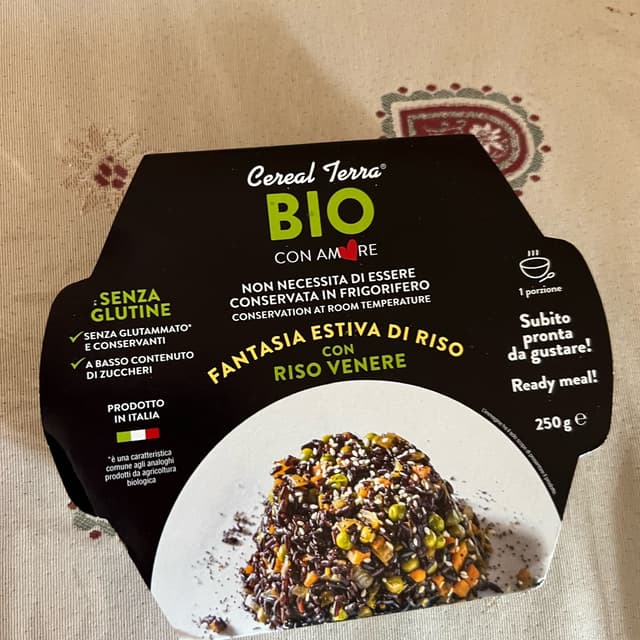 Cereal Terra®
BIO
CON AMORE
NON NECESSITA DI ESSERE
CONSERVATA IN FRIGORIFERO
CONSERVATION AT ROOM TEMPERATURE
FANTASIA ESTIVA DI RISO
CON
RISO VENERE
SENZA
GLUTINE
SENZA GLUTAMMATO*
E CONSERVANTI
A BASSO CONTENUTO
DI ZUCCHERI
PRODOTTO
IN ITALIA
*è una caratteristica
comune agli analoghi
prodotti da agricoltura
biologica
1 porzione
Subito
pronta
da gustare!
Ready meal!
250 g e